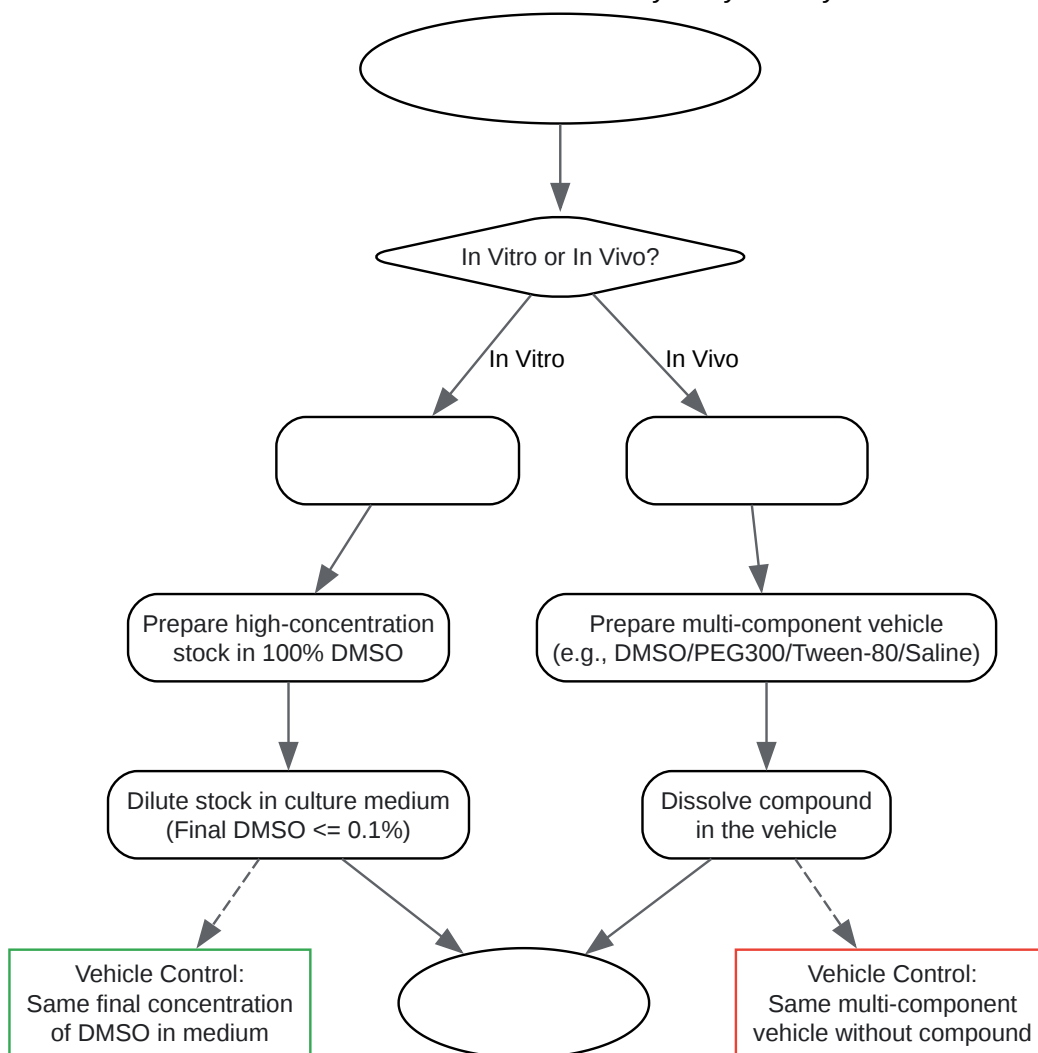 In Vitro or In Vivo?
In Vitro
In Vivo
Prepare high-concentration
stock in 100% DMSO
Prepare multi-component vehicle
(e.g., DMSO/PEG300/Tween-80/Saline)
Dilute stock in culture medium
(Final DMSO <= 0.1%)
Dissolve compound
in the vehicle
Vehicle Control:
Same final concentration
of DMSO in medium
Vehicle Control:
Same multi-component
vehicle without compound